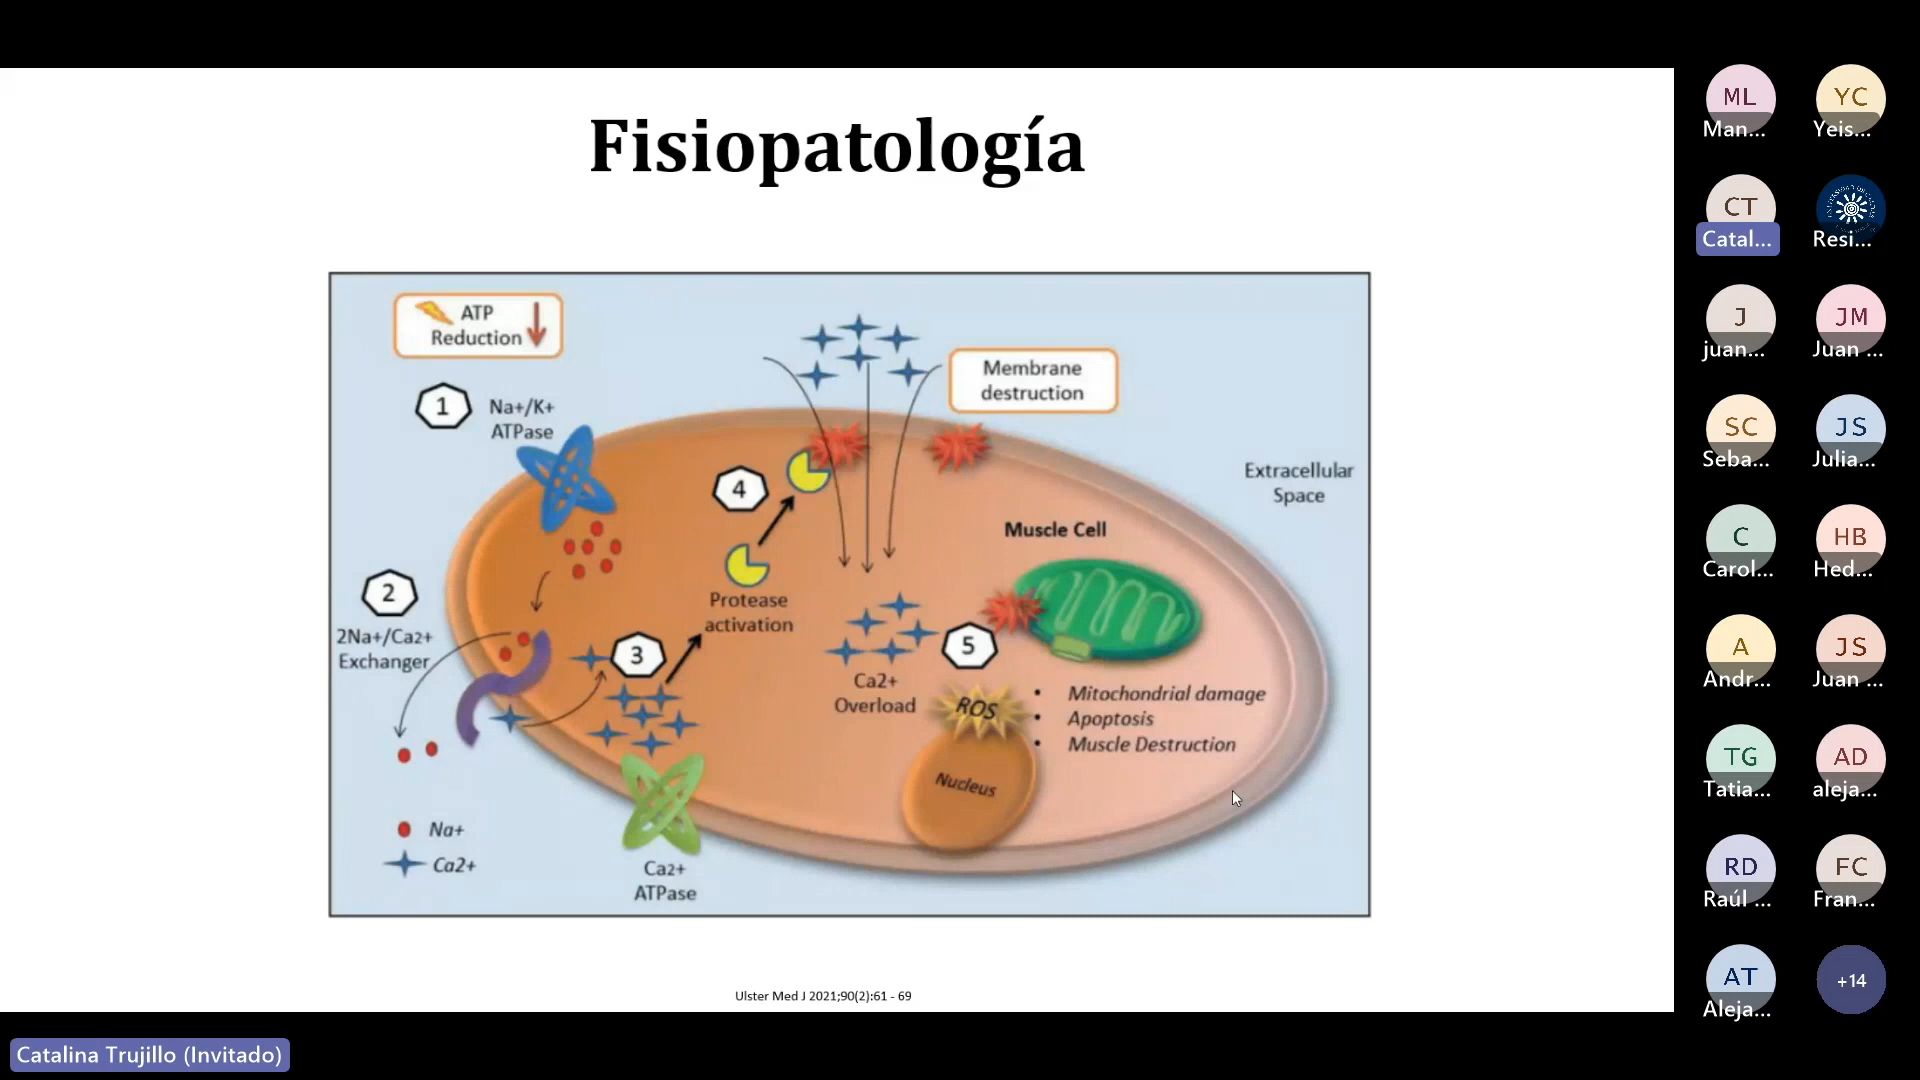 Fisiopatología
ATP
Reduction
1
Na+/K+
ATPase
Membrane
destruction
Extracellular
Space
4
Muscle Cell
2
2Na+/Ca2+
Exchanger
Protease
activation
3
5
Ca2+
Overload
ROS
• Mitochondrial damage
• Apoptosis
• Muscle Destruction
Nucleus
Na+
Ca2+
Ca2+
ATPase
Ulster Med J 2021;90(2):61 - 69
Catalina Trujillo (Invitado)
ML
Man...
YC
Yeis...
CT
Catal...
Resi...
J
juan...
JM
Juan ...
SC
Seba...
JS
Julia...
C
Carol...
HB
Hed...
A
Andr...
JS
Juan ...
TG
Tatia...
AD
aleja...
RD
Raúl ...
FC
Fran...
AT
Aleja...
+14